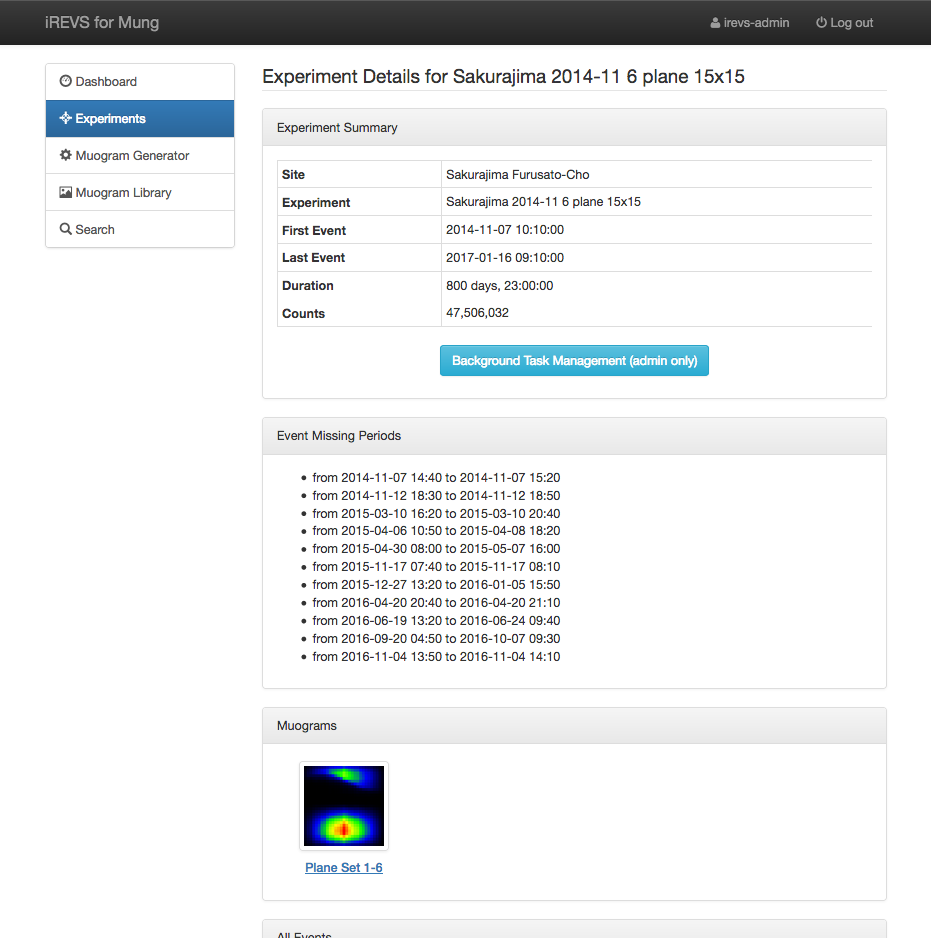 iREVS for Mung
irevs-admin
Log out
Dashboard
Experiments
Muogram Generator
Muogram Library
Search
Experiment Details for Sakurajima 2014-11 6 plane 15x15
Experiment Summary
Site Sakurajima Furusato-Cho
Experiment Sakurajima 2014-11 6 plane 15x15
First Event 2014-11-07 10:10:00
Last Event 2017-01-16 09:10:00
Duration 800 days, 23:00:00
Counts 47,506,032
Background Task Management (admin only)
Event Missing Periods
from 2014-11-07 14:40 to 2014-11-07 15:20
from 2014-11-12 18:30 to 2014-11-12 18:50
from 2015-03-10 16:20 to 2015-03-10 20:40
from 2015-04-06 10:50 to 2015-04-08 18:20
from 2015-04-30 08:00 to 2015-05-07 16:00
from 2015-11-17 07:40 to 2015-11-17 08:10
from 2015-12-27 13:20 to 2016-01-05 15:50
from 2016-04-20 20:40 to 2016-04-20 21:10
from 2016-06-19 13:20 to 2016-06-24 09:40
from 2016-09-20 04:50 to 2016-10-07 09:30
from 2016-11-04 13:50 to 2016-11-04 14:10
Muograms
Plane Set 1-6
All Events